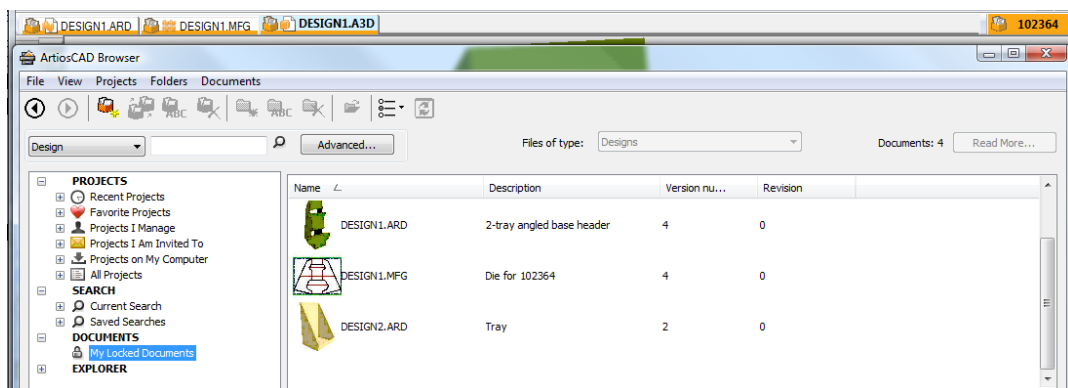 DESIGN1.ARD DESIGN1.MFG DESIGN1.A3D 102364
ArtiosCAD Browser
File View Projects Folders Documents
ABC ABC
Design Advanced... Files of type: Designs Documents: 4 Read More...
PROJECTS
Recent Projects
Favorite Projects
Projects I Manage
Projects I Am Invited To
Projects on My Computer
All Projects
SEARCH
Current Search
Saved Searches
DOCUMENTS
My Locked Documents
EXPLORER
Name Description Version nu... Revision
DESIGN1.ARD 2-tray angled base header 4 0
DESIGN1.MFG Die for 102364 4 0
DESIGN2.ARD Tray 2 0